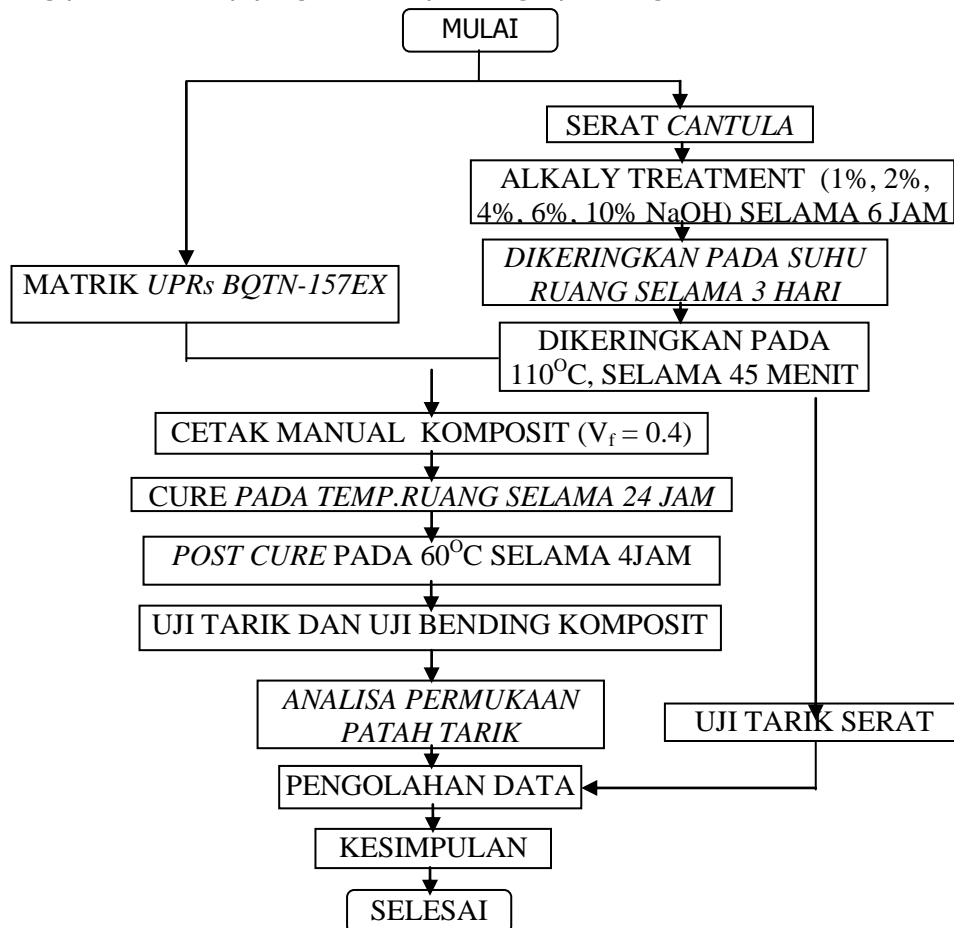 MULAI
SERAT CANTULA
ALKALY TREATMENT (1%, 2%,
4%, 6%, 10% NaOH) SELAMA 6 JAM
DIKERINGKAN PADA SUHU
RUANG SELAMA 3 HARI
MATRIK UPRs BQTN-157EX
DIKERINGKAN PADA
110°C, SELAMA 45 MENIT
CETAK MANUAL KOMPOSIT (Vf = 0.4)
CURE PADA TEMP.RUANG SELAMA 24 JAM
POST CURE PADA 60°C SELAMA 4JAM
UJI TARIK DAN UJI BENDING KOMPOSIT
ANALISA PERMUKAAN
PATAH TARIK
UJI TARIK SERAT
PENGOLAHAN DATA
KESIMPULAN
SELESAI